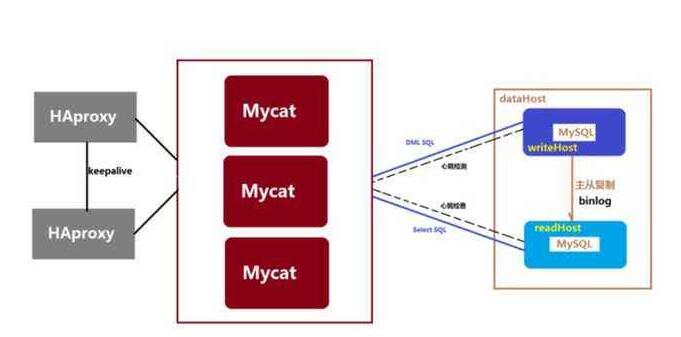 HAproxy
keepalive
HAproxy
Mycat
Mycat
Mycat
DML SQL
心跳检测
心跳检测
Select SQL
dataHost
MySQL
writeHost
主从复制
binlog
readHost
MySQL